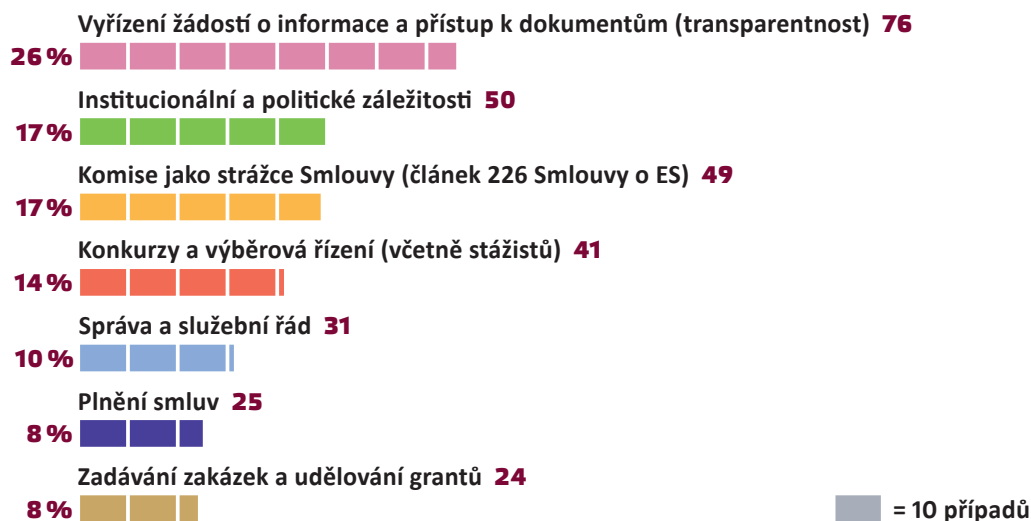 Vyřízení žádostí o informace a přístup k dokumentům (transparentnost) 76
26 %
Institucionální a politické záležitosti 50
17 %
Komise jako strážce Smlouvy (článek 226 Smlouvy o ES) 49
17 %
Konkurzy a výběrová řízení (včetně stážistů) 41
14 %
Správa a služební řád 31
10 %
Plnění smluv 25
8 %
Zadávání zakázek a udělování grantů 24
8 %
= 10 případů